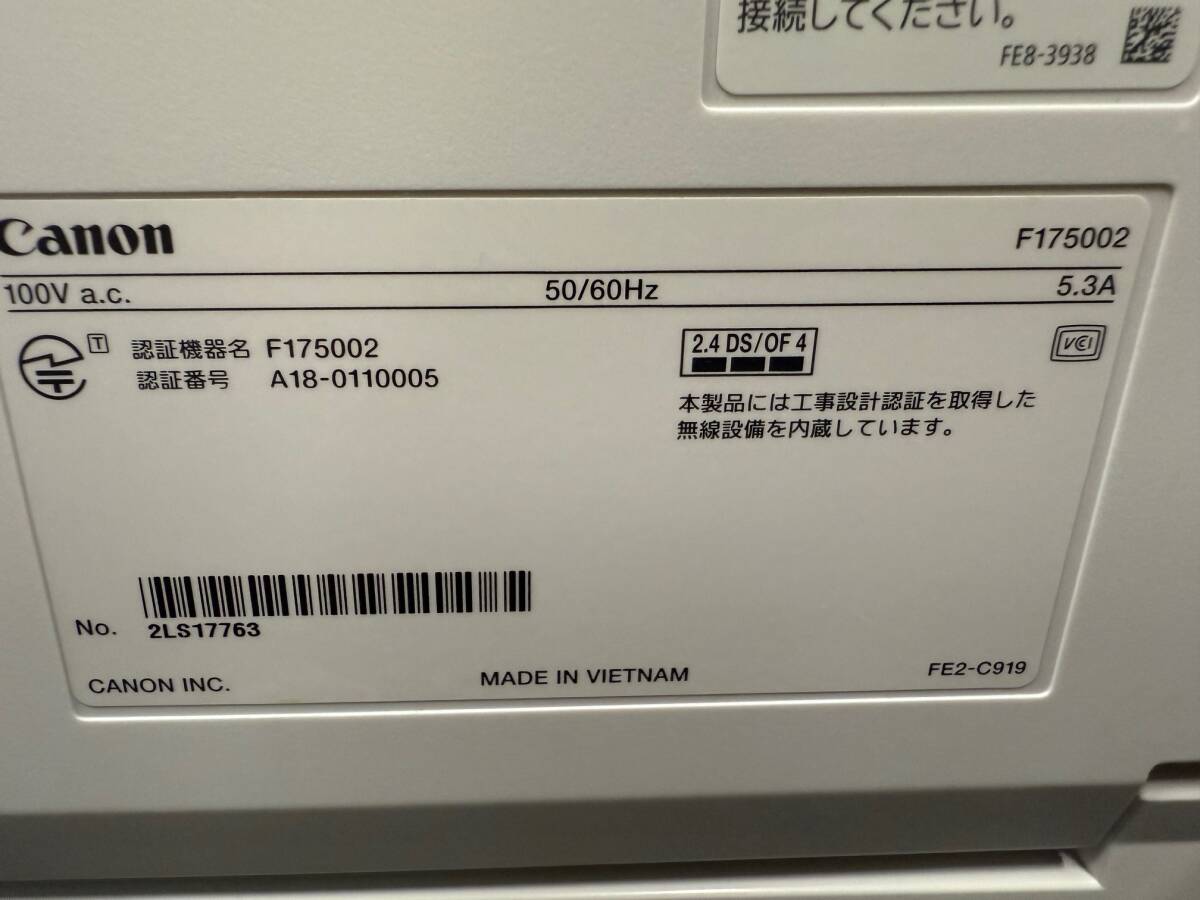 接続してください。
FE8-3938
Canon
F175002
100V a.c.
50/60Hz
5.3A
T
認証機器名 F175002
認証番号 A18-0110005
2.4 DS/OF 4
VCI
本製品には工事設計認証を取得した
無線設備を内蔵しています。
No. 2LS17763
CANON INC.
MADE IN VIETNAM
FE2-C919